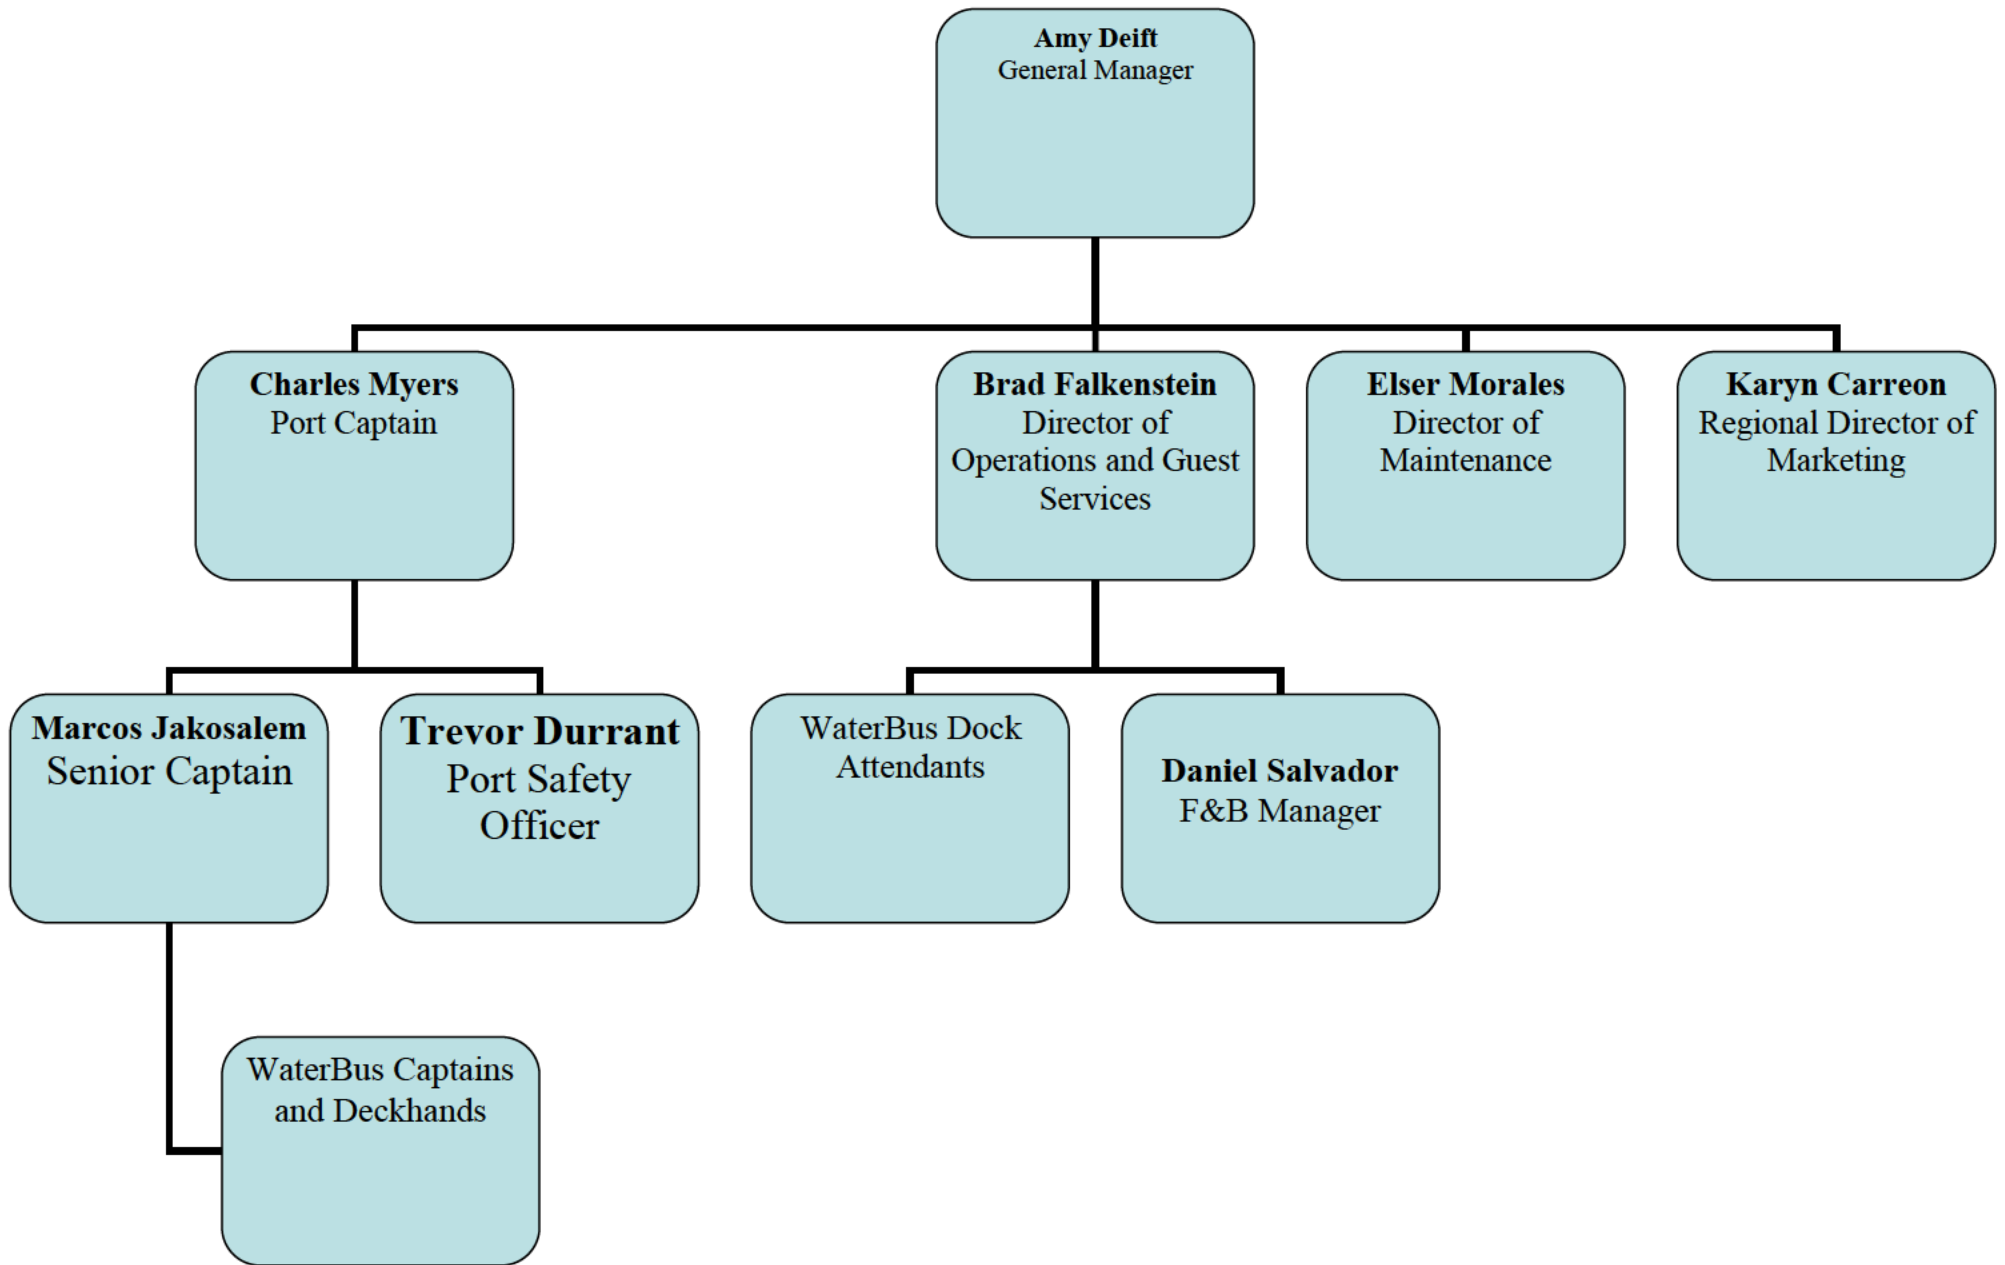 Amy Deift
General Manager
Charles Myers
Port Captain
Brad Falkenstein
Director of
Operations and Guest
Services
Elser Morales
Director of
Maintenance
Karyn Carreon
Regional Director of
Marketing
Marcos Jakosalem
Senior Captain
Trevor Durrant
Port Safety
Officer
WaterBus Dock
Attendants
Daniel Salvador
F&B Manager
WaterBus Captains
and Deckhands